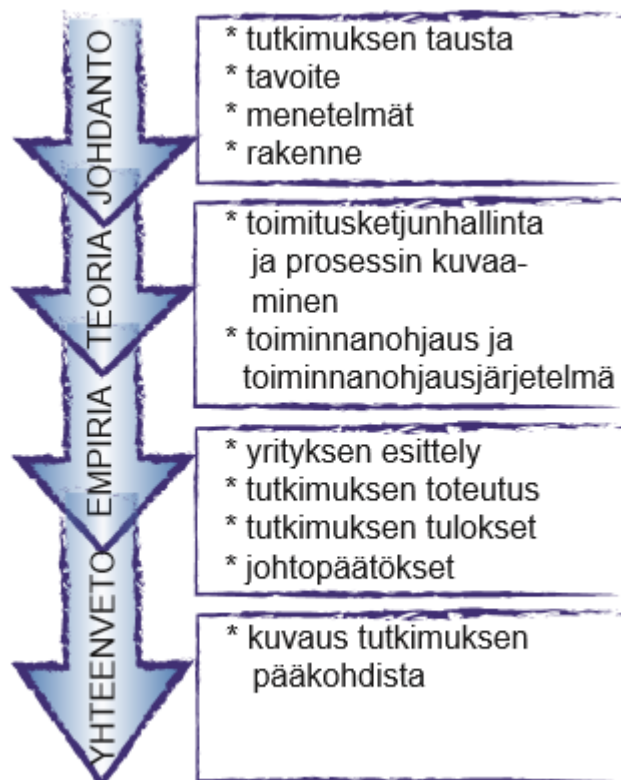 JOHDANTO
* tutkimuksen tausta
* tavoite
* menetelmät
* rakenne
TEORIA
* toimitusketjunhallinta
ja prosessin kuvaa-
minen
* toiminnanohjaus ja
toiminnanohjausjärjetelmä
EMPIRIA
* yrityksen esittely
* tutkimuksen toteutus
* tutkimuksen tulokset
* johtopäätökset
YHTEENVETO
* kuvaus tutkimuksen
pääkohdista